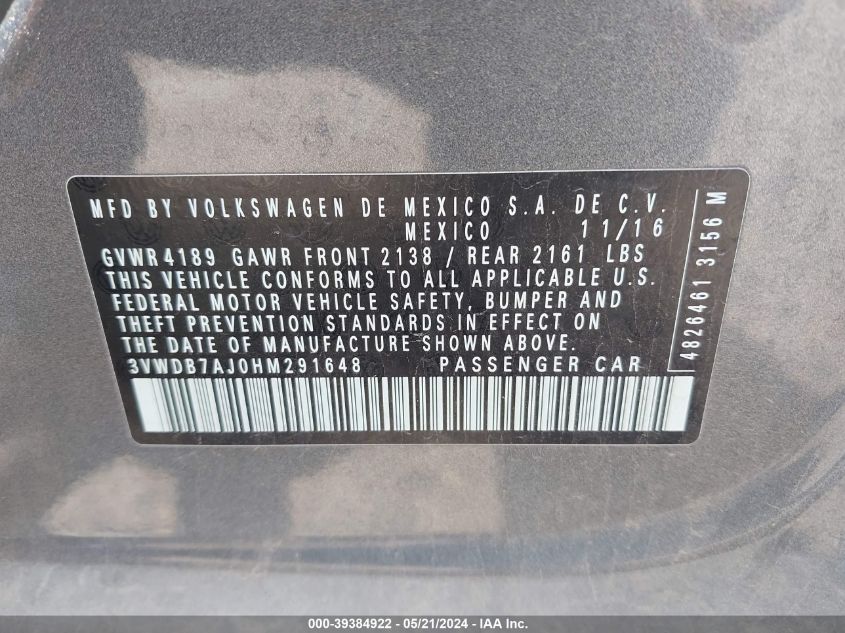 MFD BY VOLKSWAGEN DE MEXICO S.A. DE C.V.
MEXICO 11/16
GVWR 4189 GAWR FRONT 2138 / REAR 2161 LBS
THIS VEHICLE CONFORMS TO ALL APPLICABLE U.S.
FEDERAL MOTOR VEHICLE SAFETY, BUMPER AND
THEFT PREVENTION STANDARDS IN EFFECT ON
THE DATE OF MANUFACTURE SHOWN ABOVE.
3VWDB7AJ0HM291648 PASSENGER CAR
4826461 3156 M
000-39384922 / 05/21/2024 - IAA Inc.